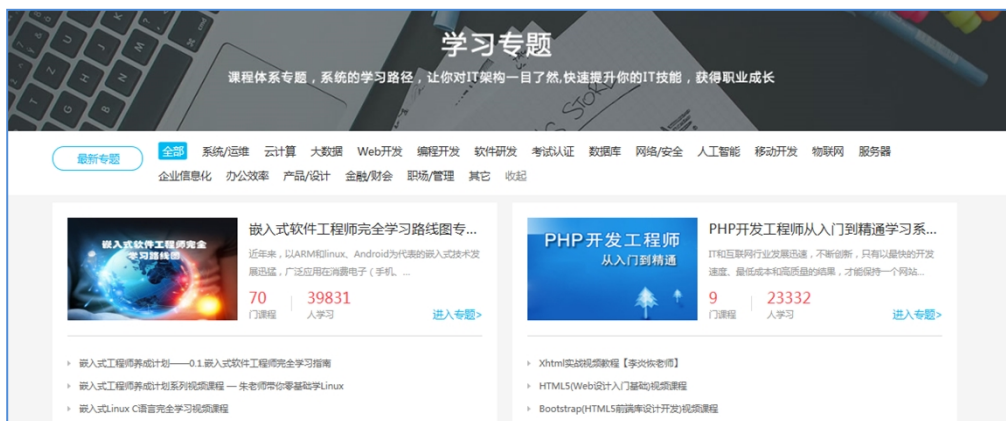 学习专题
课程体系专题，系统的学习路径，让你对IT架构一目了然,快速提升你的IT技能，获得职业成长
最新专题
全部 系统/运维 云计算 大数据 Web开发 编程开发 软件研发 考试认证 数据库 网络/安全 人工智能 移动开发 物联网 服务器
企业信息化 办公效率 产品/设计 金融/财会 职场/管理 其它 收起
嵌入式软件工程师完全
学习路线图
嵌入式软件工程师完全学习路线图专...
近年来，以ARM和linux、Android为代表的嵌入式技术发
展迅猛，广泛应用在消费电子（手机、...
70 39831
门课程 人学习 进入专题>
嵌入式工程师养成计划——0.1.嵌入式软件工程师完全学习指南
嵌入式工程师养成计划系列视频课程 — 朱老师带你零基础学Linux
嵌入式Linux C语言完全学习视频课程
PHP开发工程师
从入门到精通
PHP开发工程师从入门到精通学习系...
IT和互联网行业发展迅速，不断创新，只有以最快的开发
速度、最低成本和高质量的结果，才能保持一个网站...
9 23332
门课程 人学习 进入专题>
Xhtml实战视频教程【李炎恢老师】
HTML5(Web设计入门基础)视频课程
Bootstrap(HTML5前端库设计开发)视频课程